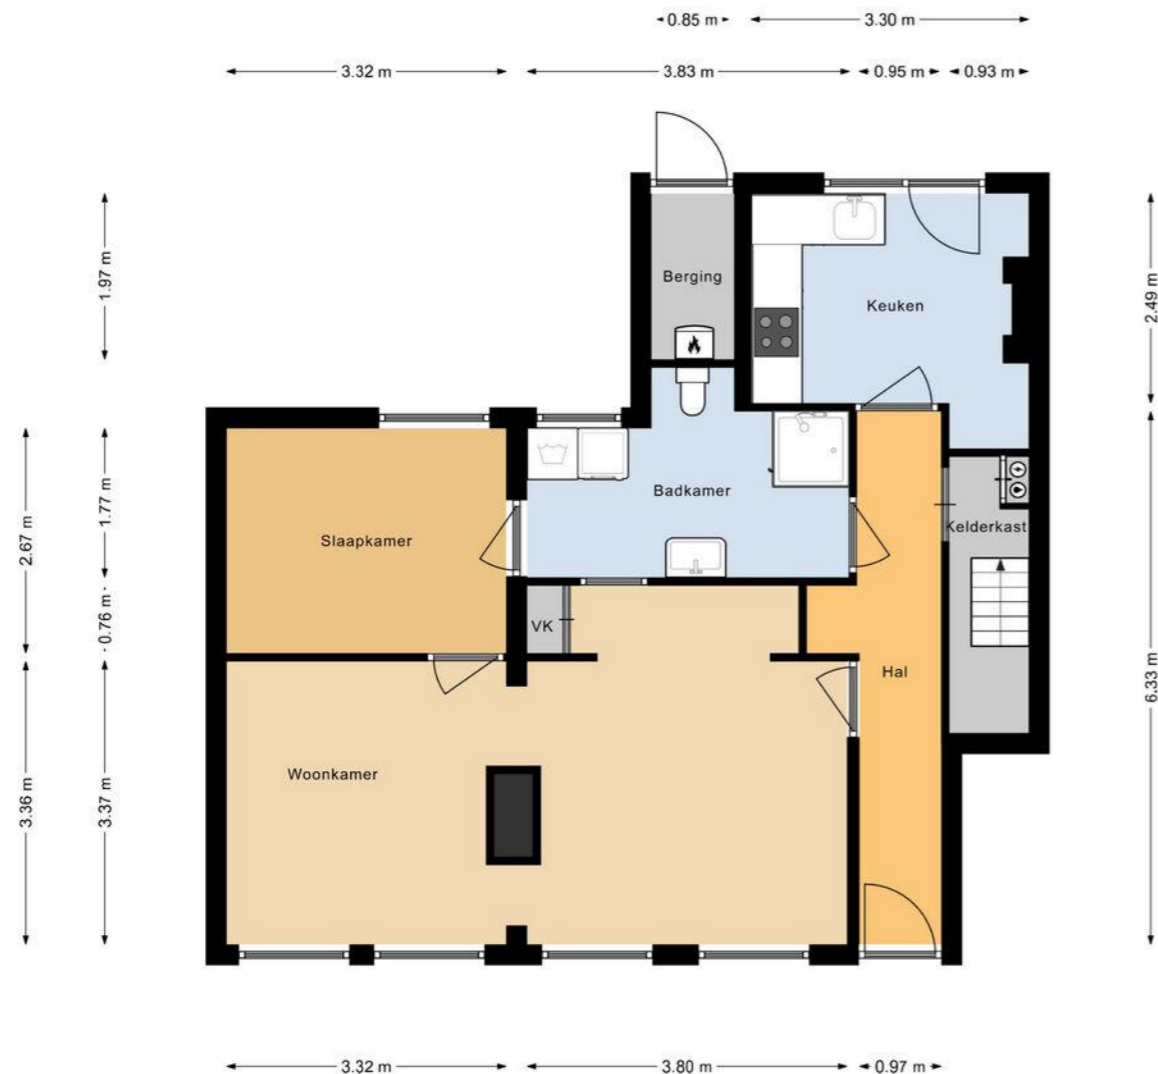 0.85 m
3.30 m
3.32 m
3.83 m
0.95 m
0.93 m
1.97 m
2.49 m
Berging
Keuken
1.77 m
2.67 m
Badkamer
Slaapkamer
Kelderkast
0.76 m
VK
Hal
6.33 m
Woonkamer
3.36 m
3.37 m
3.32 m
3.80 m
0.97 m